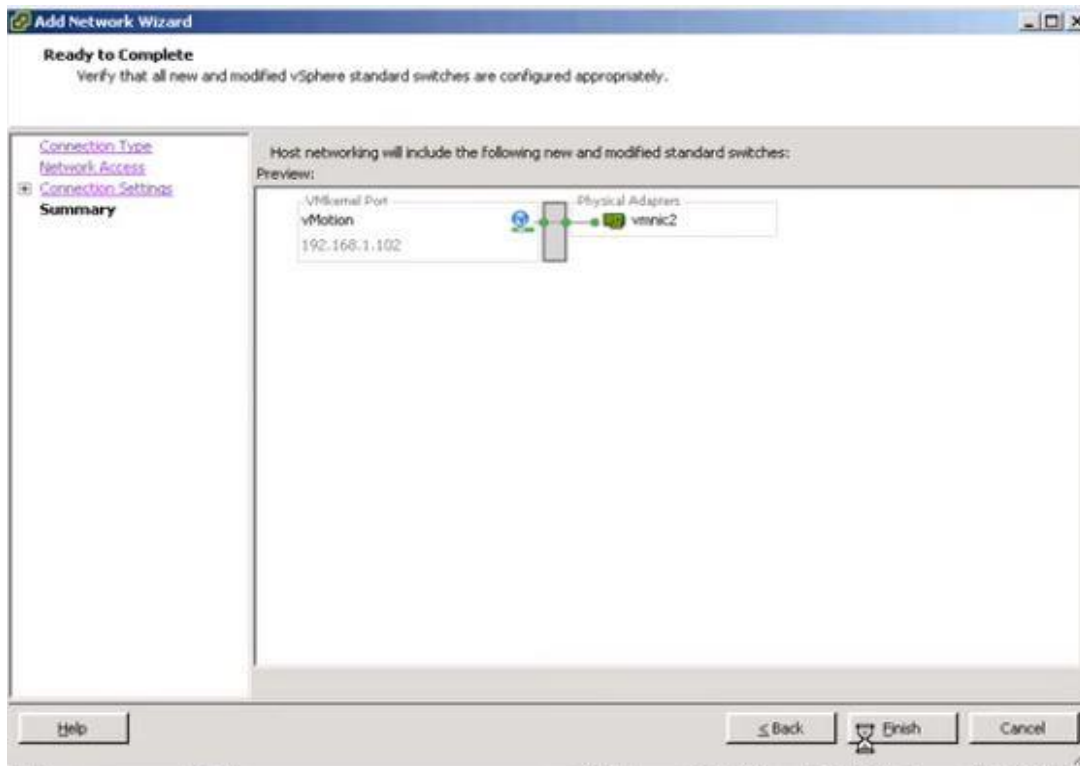 Add Network Wizard
Ready to Complete
Verify that all new and modified vSphere standard switches are configured appropriately.
Connection Type
Network Access
Connection Settings
Summary
Host networking will include the following new and modified standard switches:
Preview:
VMkernel Port
Physical Adapters
vMotion
vmnic2
192.168.1.102
Help
< Back
Finish
Cancel